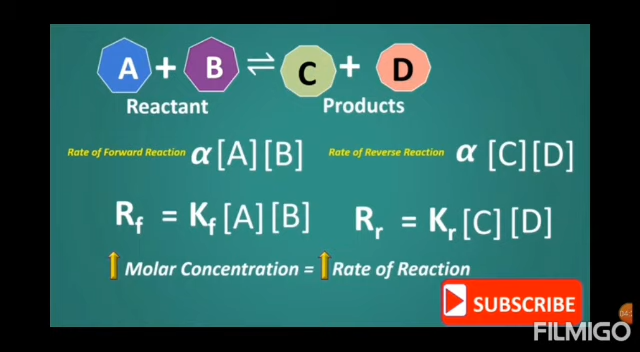 A + B ⇌ C + D
Reactant Products
Rate of Forward Reaction α [A] [B] Rate of Reverse Reaction α [C] [D]
Rf = Kf [A] [B] Rr = Kr [C] [D]
Molar Concentration = Rate of Reaction
SUBSCRIBE
FILMIGO